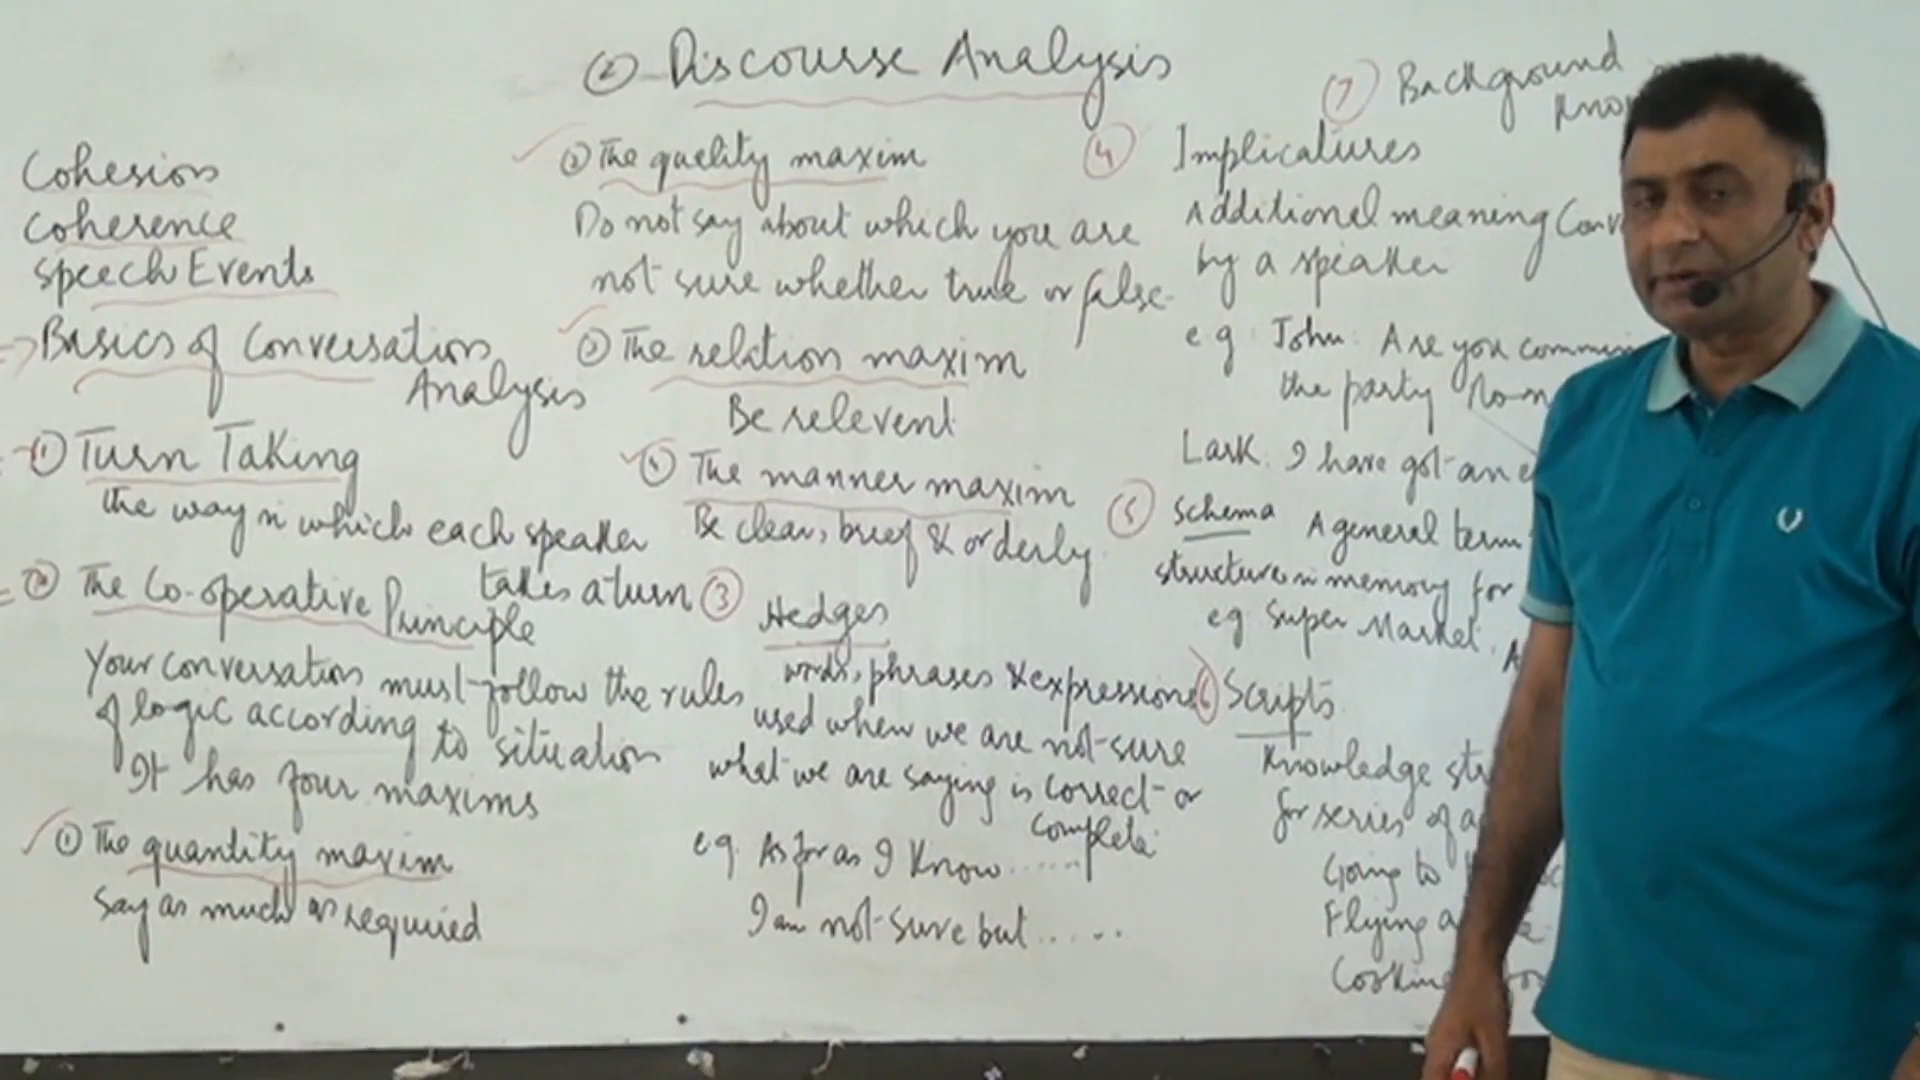 ② Discourse Analysis
Cohesion
Coherence
Speech Events
→ Basics of Conversation
Analysis
① Turn Taking
the way in which each speaker
takes a turn
② The Co-operative Principle
Your conversation must follow the rules
of logic according to situation
It has four maxims
① The quantity maxim
Say as much as required
② The quality maxim
Do not say about which you are
not sure whether true or false
③ The relation maxim
Be relevent
④ The manner maxim
Be clear, brief & orderly
③ Hedges
words, phrases & expressions
used when we are not sure
what we are saying is correct or
complete
e.g. As far as I know......
I am not sure but......
④ Implicatures
Additional meaning
by a speaker
e.g. John: Are you
the party
I have got an
⑤ Schema A general term
structure in memory for
e.g. Super Market.
⑥ Scripts
Knowledge
for series of
Going to
Flying a
⑦ Background